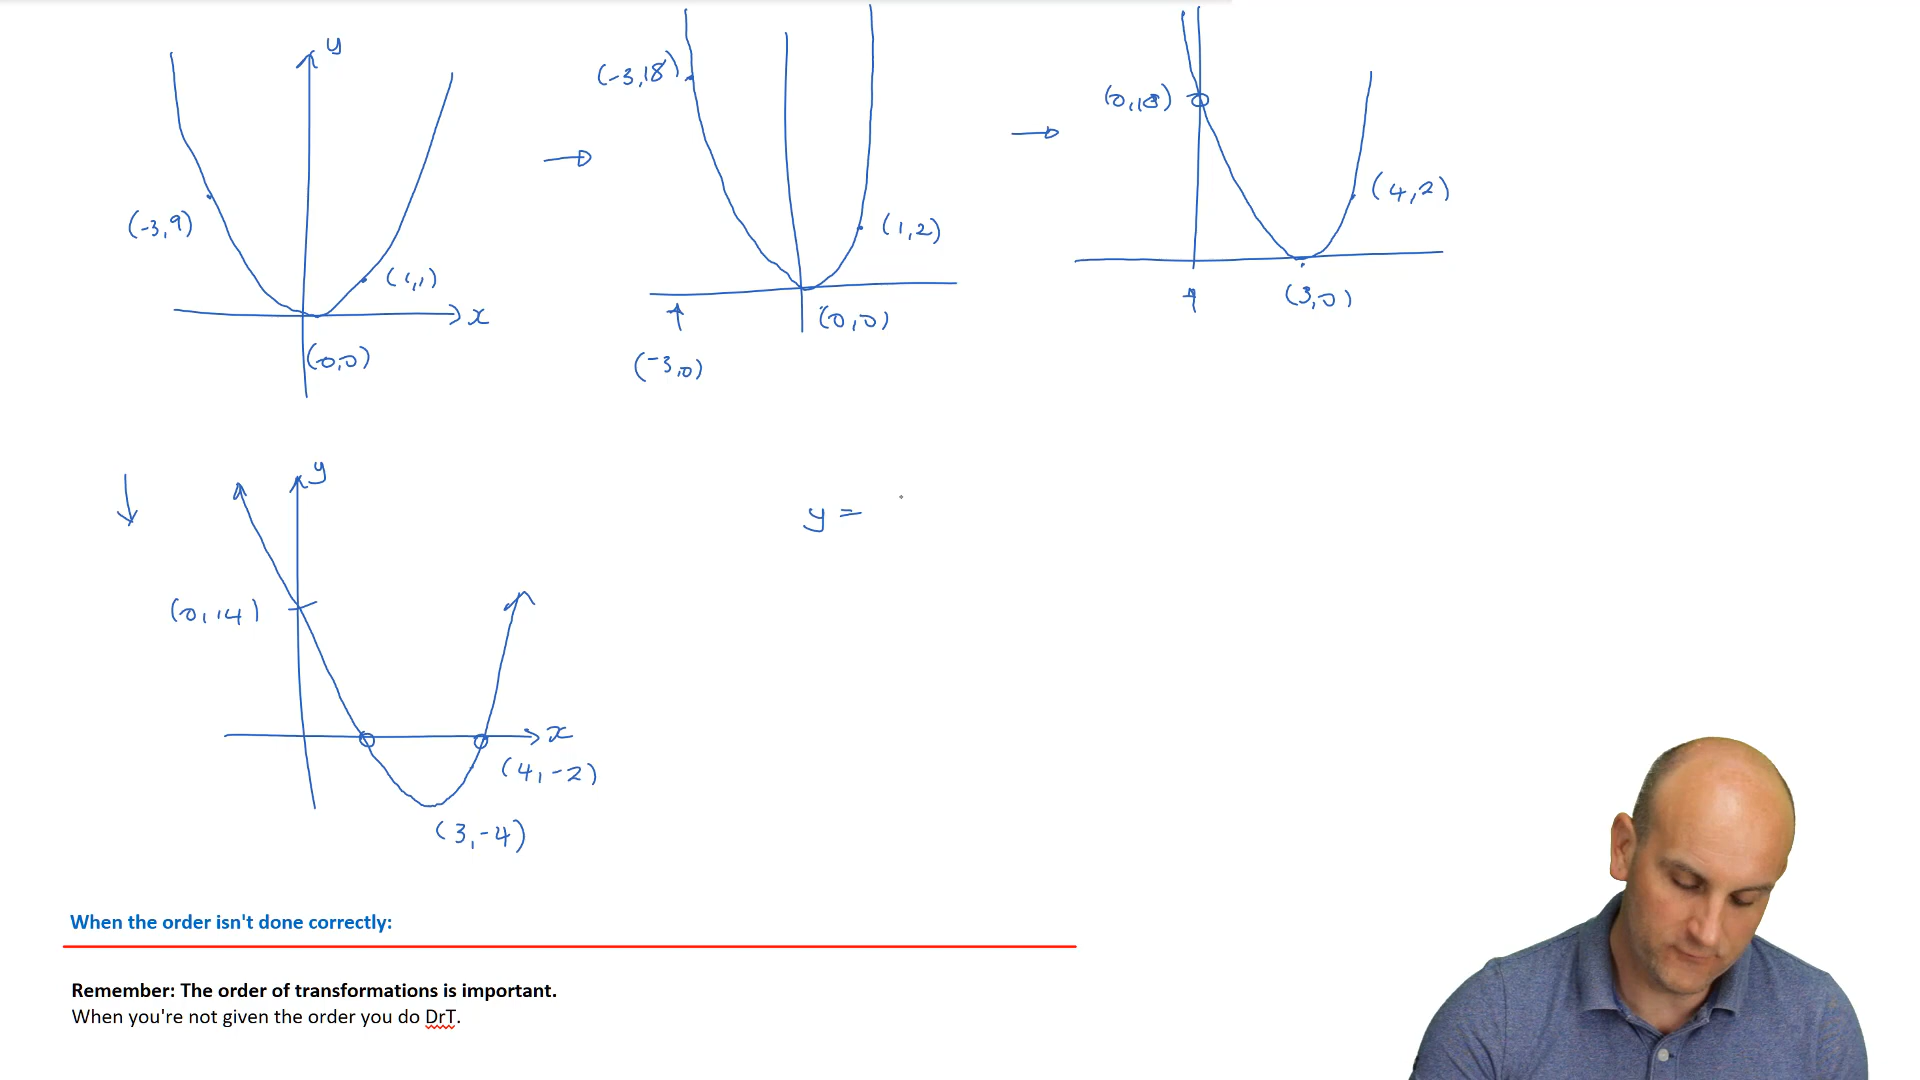 y
(-3,9)
(1,1)
x
(0,0)
(-3,18)
(1,2)
(0,0)
(-3,0)
(0,18)
(4,2)
(3,0)
y
(0,14)
x
(4,-2)
(3,-4)
y =
When the order isn't done correctly:
Remember: The order of transformations is important.
When you're not given the order you do DrT.